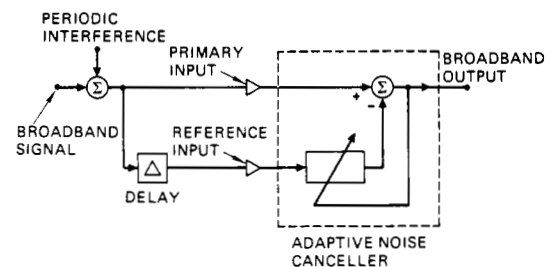 PERIODIC
INTERFERENCE
PRIMARY
INPUT
BROADBAND
OUTPUT
Σ
Σ
+
-
BROADBAND
SIGNAL
REFERENCE
INPUT
Δ
DELAY
ADAPTIVE NOISE
CANCELLER